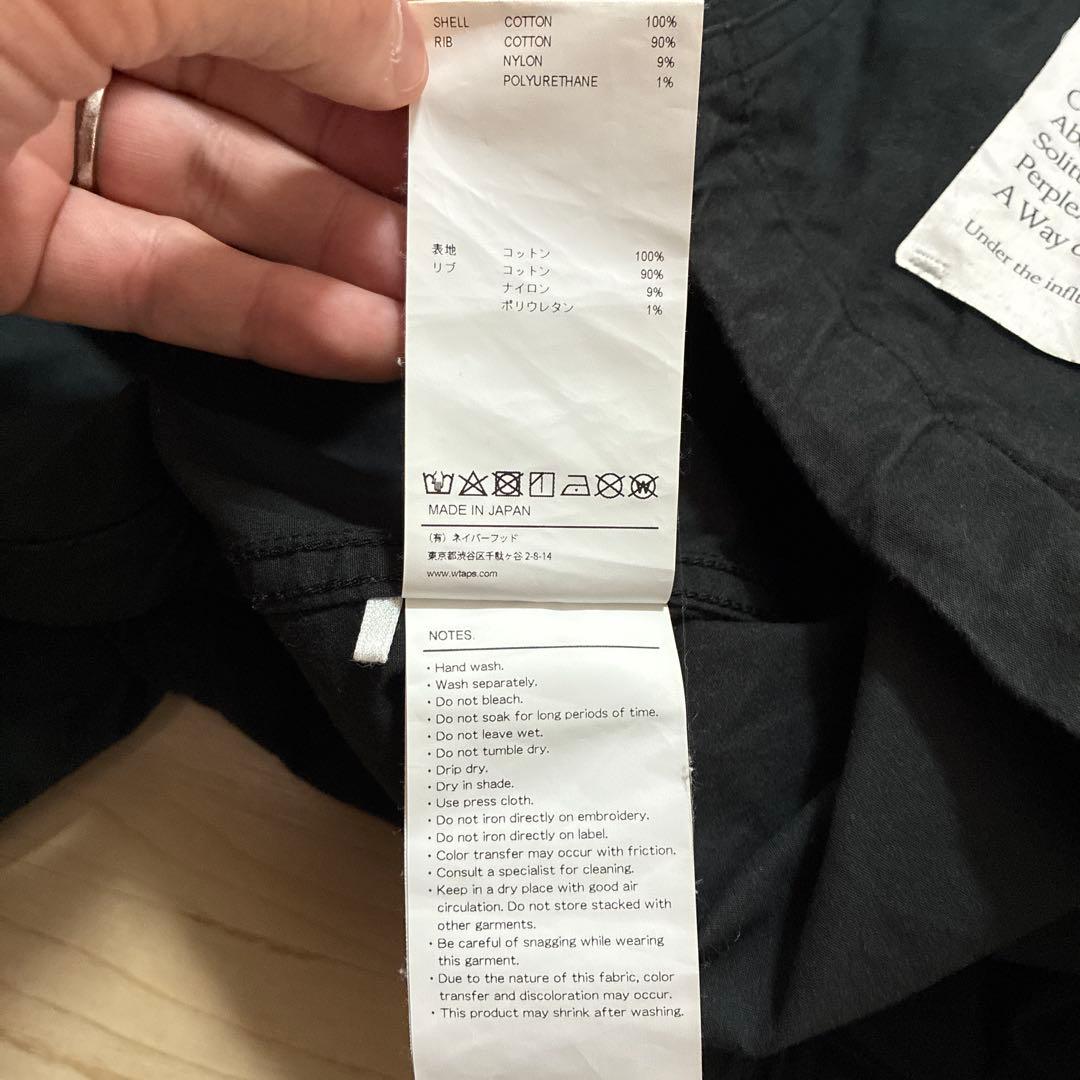 SHELL COTTON 100%
RIB COTTON 90%
NYLON 9%
POLYURETHANE 1%
表地 コットン 100%
リブ コットン 90%
ナイロン 9%
ポリウレタン 1%
MADE IN JAPAN
(有) ネイバーフッド
東京都渋谷区千駄ヶ谷 2-8-14
www.wtaps.com
NOTES.
・Hand wash.
・Wash separately.
・Do not bleach.
・Do not soak for long periods of time.
・Do not leave wet.
・Do not tumble dry.
・Drip dry.
・Dry in shade.
・Use press cloth.
・Do not iron directly on embroidery.
・Do not iron directly on label.
・Color transfer may occur with friction.
・Consult a specialist for cleaning.
・Keep in a dry place with good air
circulation. Do not store stacked with
other garments.
・Be careful of snagging while wearing
this garment.
・Due to the nature of this fabric, color
transfer and discoloration may occur.
・This product may shrink after washing.
A Way
Under the